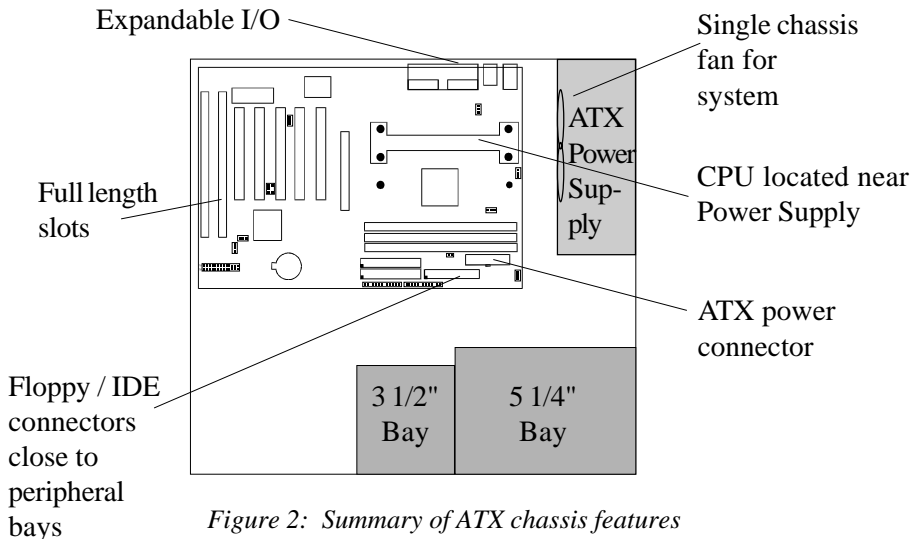 Expandable I/O
Single chassis
fan for
system
ATX
Power
Sup-
ply
Full length
slots
CPU located near
Power Supply
ATX power
connector
Floppy / IDE
connectors
close to
peripheral
bays
3 1/2"
Bay
5 1/4"
Bay
Figure 2: Summary of ATX chassis features